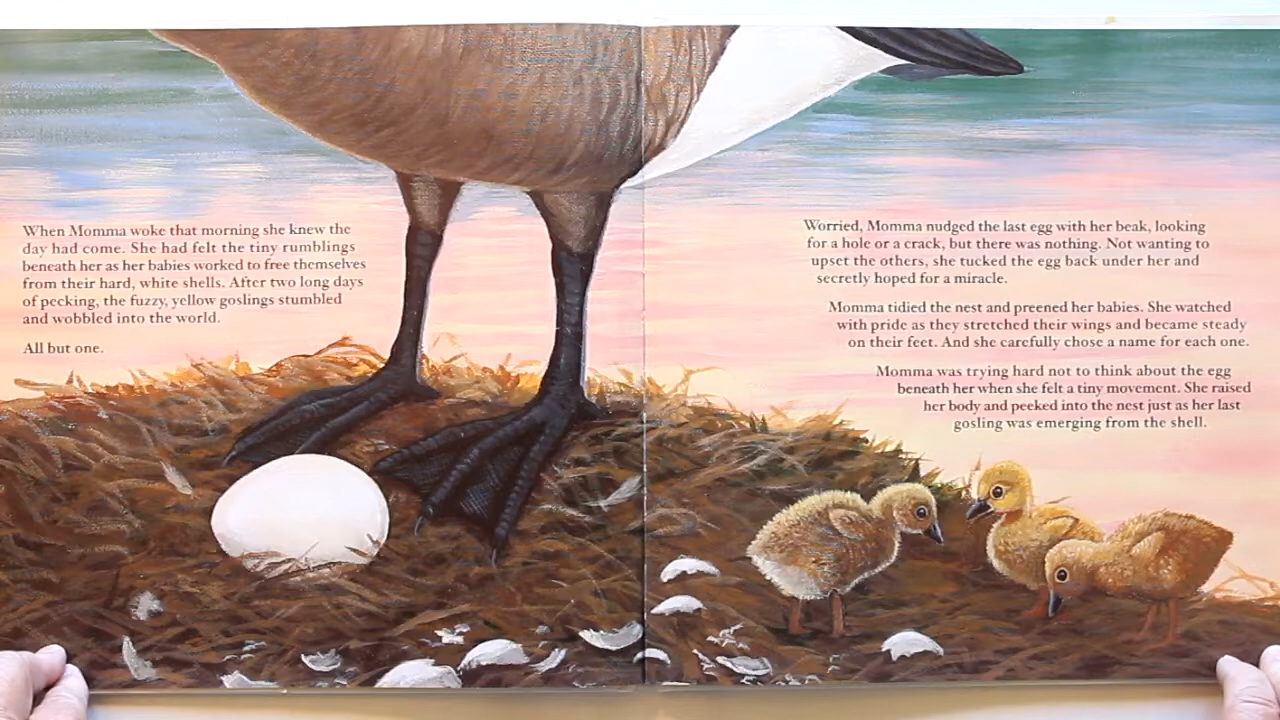 When Momma woke that morning she knew the
day had come. She had felt the tiny rumblings
beneath her as her babies worked to free themselves
from their hard, white shells. After two long days
of pecking, the fuzzy, yellow goslings stumbled
and wobbled into the world.
All but one.
Worried, Momma nudged the last egg with her beak, looking
for a hole or a crack, but there was nothing. Not wanting to
upset the others, she tucked the egg back under her and
secretly hoped for a miracle.
Momma tidied the nest and preened her babies. She watched
with pride as they stretched their wings and became steady
on their feet. And she carefully chose a name for each one.
Momma was trying hard not to think about the egg
beneath her when she felt a tiny movement. She raised
her body and peeked into the nest just as her last
gosling was emerging from the shell.